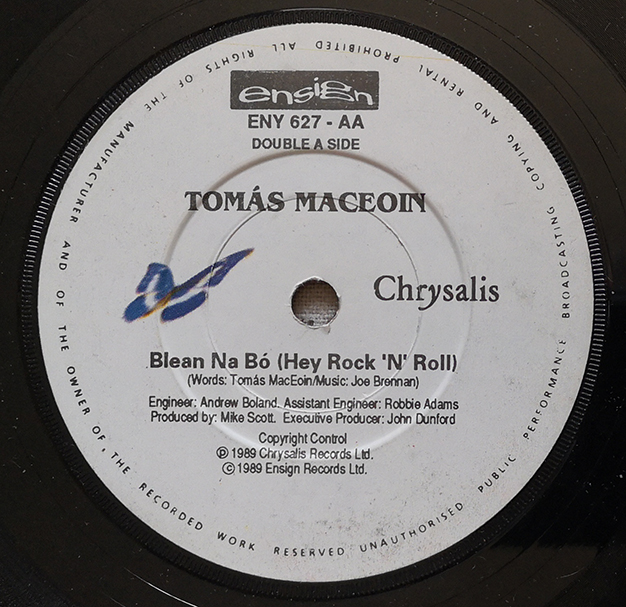 ensign
ENY 627 - AA
DOUBLE A SIDE
TOMÁS MACEOIN
Chrysalis
Blean Na Bó (Hey Rock 'N' Roll)
(Words: Tomás MacEoin/Music: Joe Brennan)
Engineer: Andrew Boland. Assistant Engineer: Robbie Adams
Produced by: Mike Scott. Executive Producer: John Dunford
Copyright Control
℗ 1989 Chrysalis Records Ltd.
© 1989 Ensign Records Ltd.
ALL RIGHTS OF THE MANUFACTURER AND OF THE OWNER OF, THE RECORDED WORK RESERVED UNAUTHORISED PUBLIC PERFORMANCE BROADCASTING COPYING AND RENTAL PROHIBITED